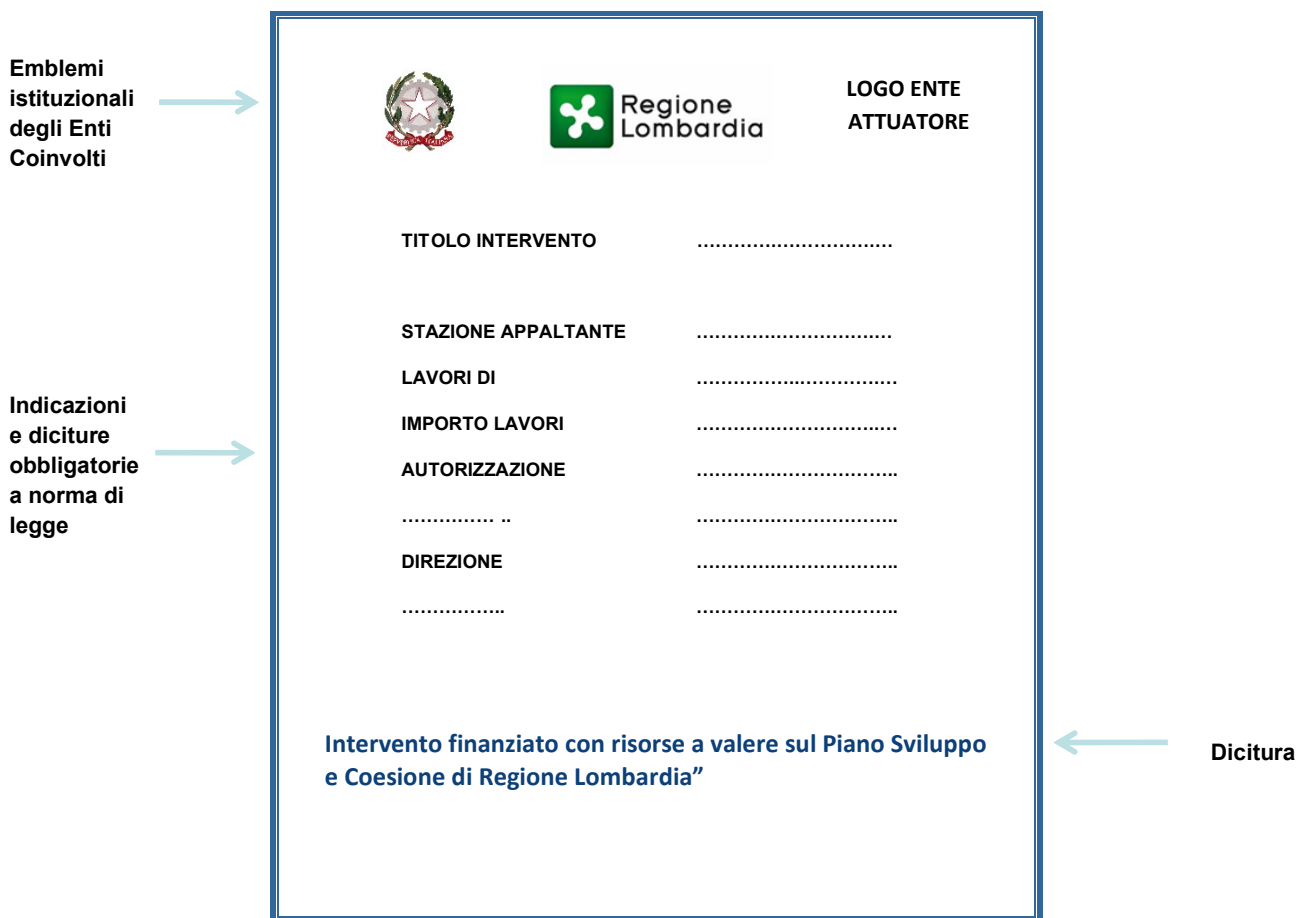 Emblemi
istituzionali
degli Enti
Coinvolti
REPVBBLICA ITALIANA
Regione
Lombardia
LOGO ENTE
ATTUATORE
TITOLO INTERVENTO …………………………
STAZIONE APPALTANTE …………………………
LAVORI DI ……………..……………
IMPORTO LAVORI ………………………….…
AUTORIZZAZIONE …………………………..
…………… .. …………………………..
DIREZIONE …………………………..
…………….. …………………………..
Indicazioni
e diciture
obbligatorie
a norma di
legge
Intervento finanziato con risorse a valere sul Piano Sviluppo
e Coesione di Regione Lombardia”
Dicitura